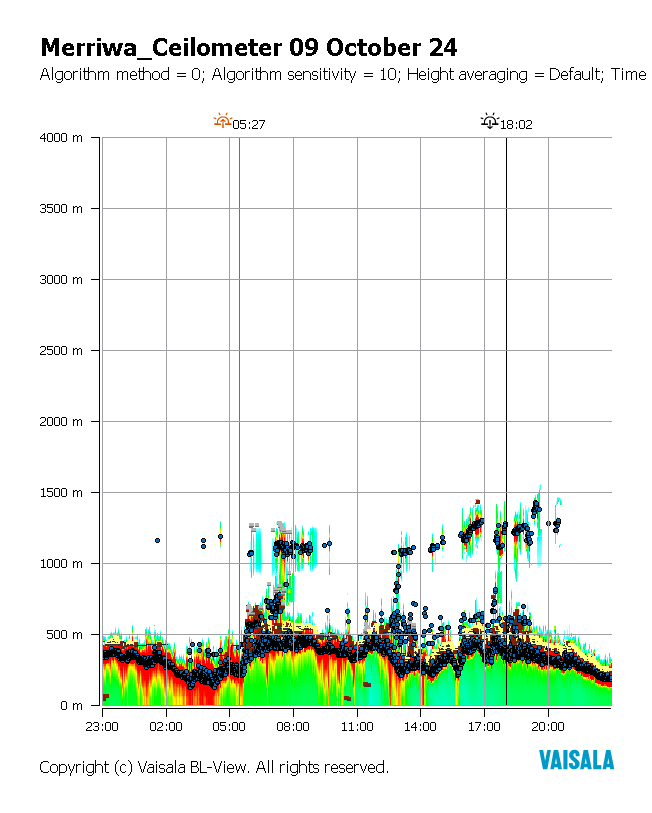 Merriwa_Ceilometer 09 October 24
Algorithm method = 0; Algorithm sensitivity = 10; Height averaging = Default; Time
05:27
18:02
4000 m
3500 m
3000 m
2500 m
2000 m
1500 m
1000 m
500 m
0 m
23:00 02:00 05:00 08:00 11:00 14:00 17:00 20:00
Copyright (c) Vaisala BL-View. All rights reserved.
VAISALA